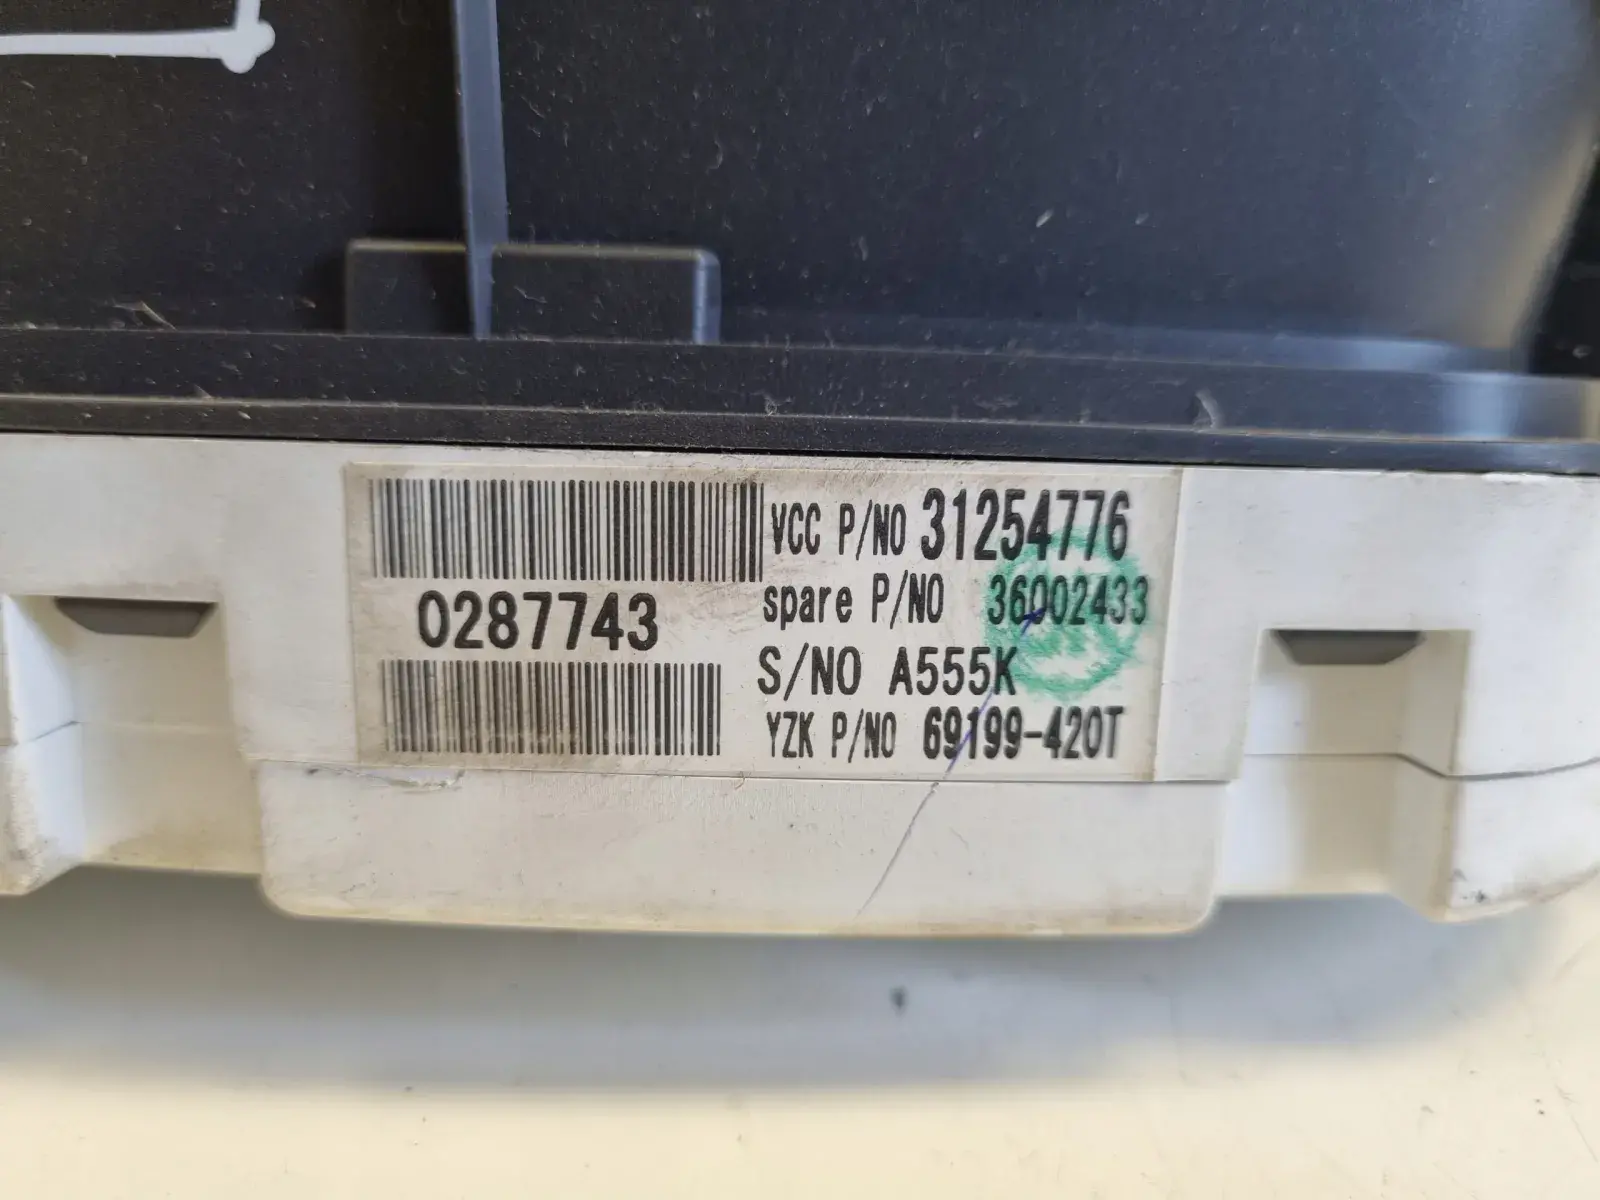 VCC P/NO 31254776
0287743
spare P/NO 36002433
S/NO A555K
YZK P/NO 69199-420T